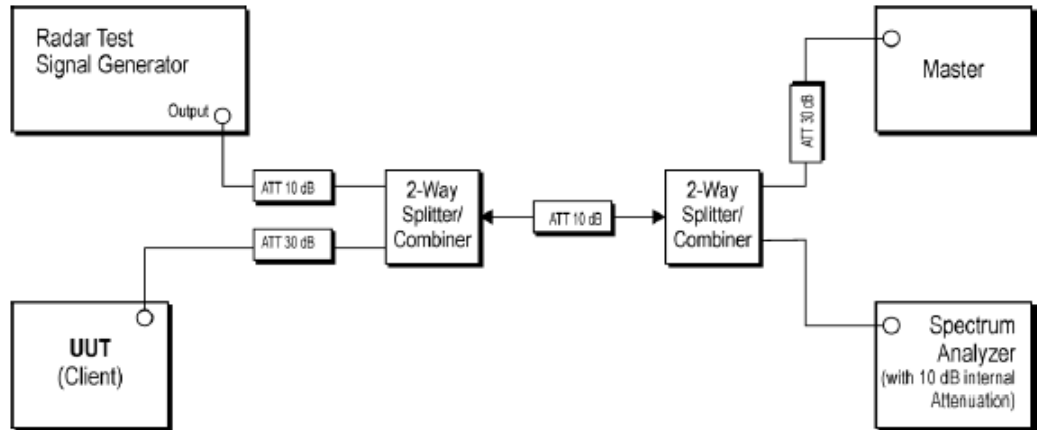 Radar Test
Signal Generator
Output
ATT 10 dB
2-Way
Splitter/
Combiner
ATT 10 dB
2-Way
Splitter/
Combiner
ATT 30 dB
Master
ATT 30 dB
UUT
(Client)
Spectrum
Analyzer
(with 10 dB internal
Attenuation)